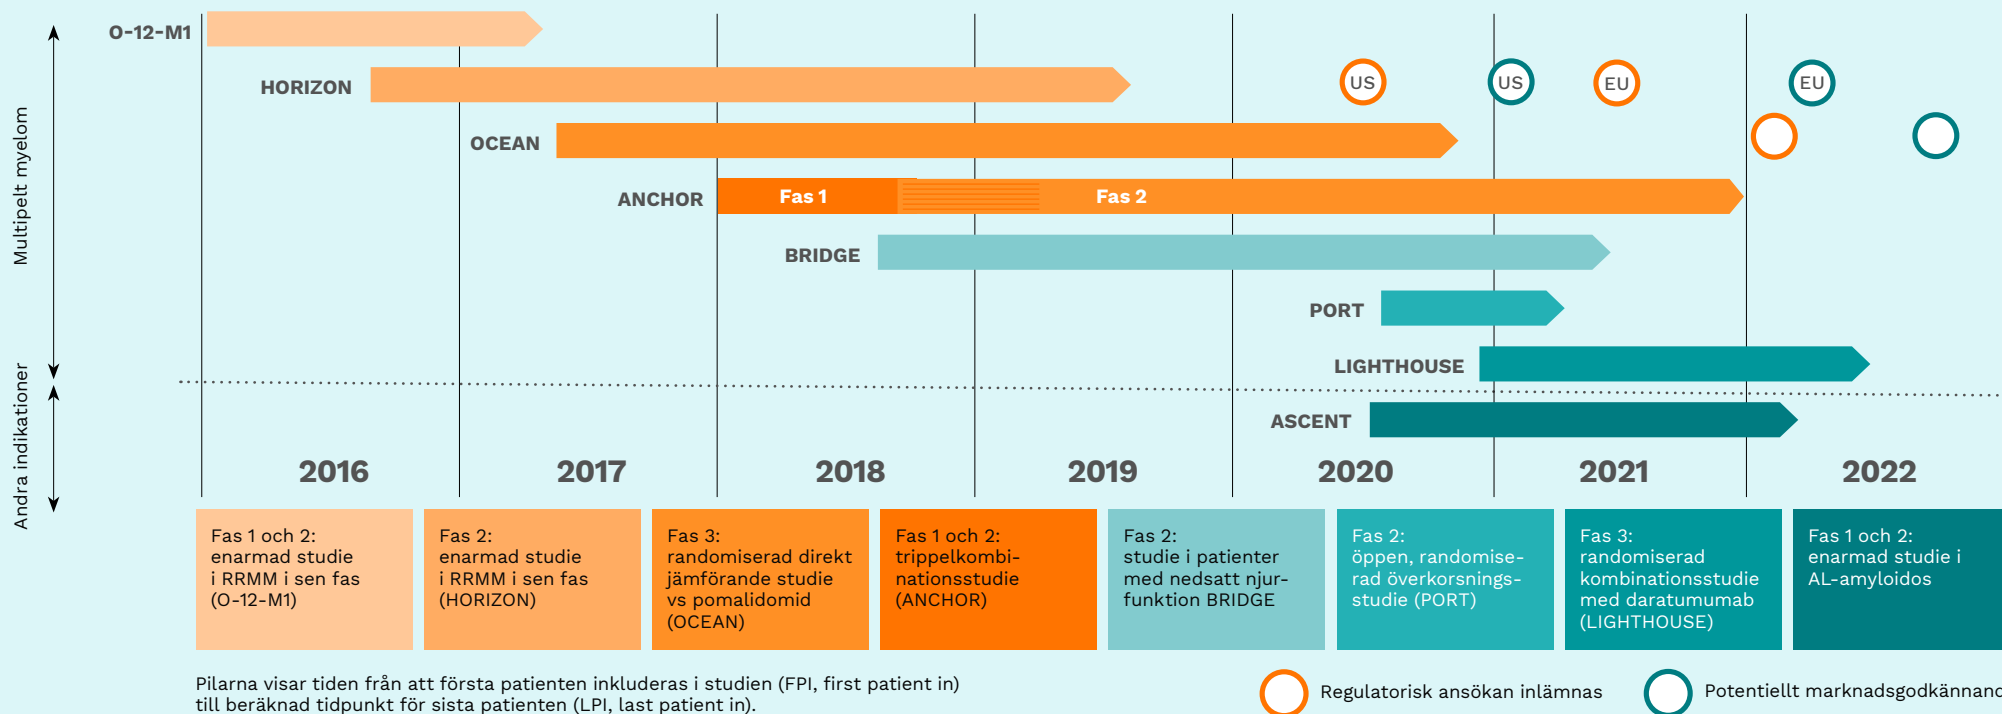 O-12-M1
HORIZON
US
US
EU
EU
OCEAN
ANCHOR
Fas 1
Fas 2
BRIDGE
PORT
LIGHTHOUSE
ASCENT
Multipelt myelom
Andra indikationer
2016
2017
2018
2019
2020
2021
2022
Fas 1 och 2:
enarmad studie
i RRMM i sen fas
(O-12-M1)
Fas 2:
enarmad studie
i RRMM i sen fas
(HORIZON)
Fas 3:
randomiserad direkt
jämförande studie
vs pomalidomid
(OCEAN)
Fas 1 och 2:
trippelkombi-
nationsstudie
(ANCHOR)
Fas 2:
studie i patienter
med nedsatt njur-
funktion BRIDGE
Fas 2:
öppen, randomise-
rad överkorsnings-
studie (PORT)
Fas 3:
randomiserad
kombinationsstudie
med daratumumab
(LIGHTHOUSE)
Fas 1 och 2:
enarmad studie i
AL-amyloidos
Pilarna visar tiden från att första patienten inkluderas i studien (FPI, first patient in)
till beräknad tidpunkt för sista patienten (LPI, last patient in).
Regulatorisk ansökan inlämnas
Potentiellt marknadsgodkännand